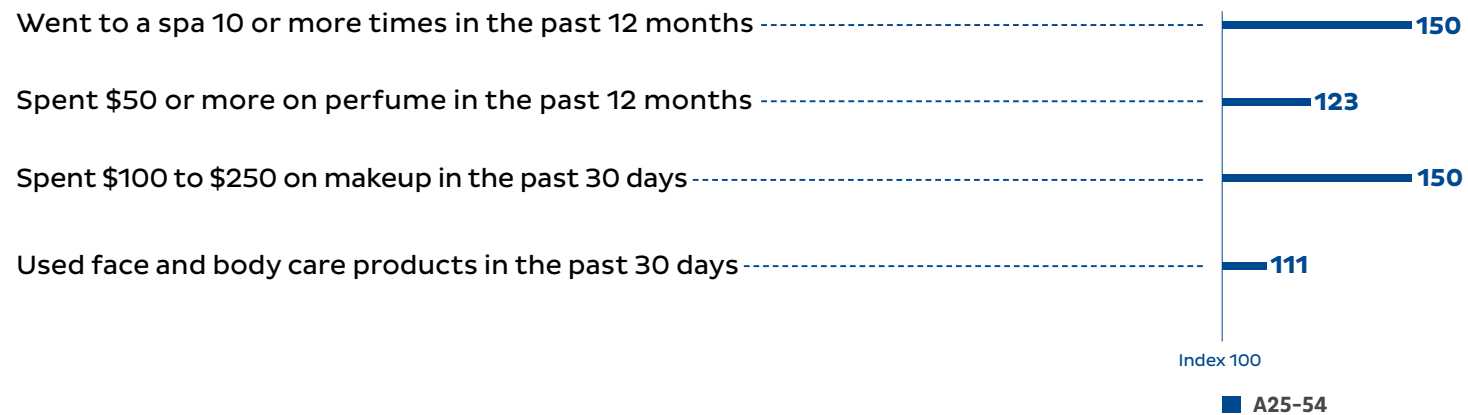 Went to a spa 10 or more times in the past 12 months 150
Spent $50 or more on perfume in the past 12 months 123
Spent $100 to $250 on makeup in the past 30 days 150
Used face and body care products in the past 30 days 111
Index 100
A25-54